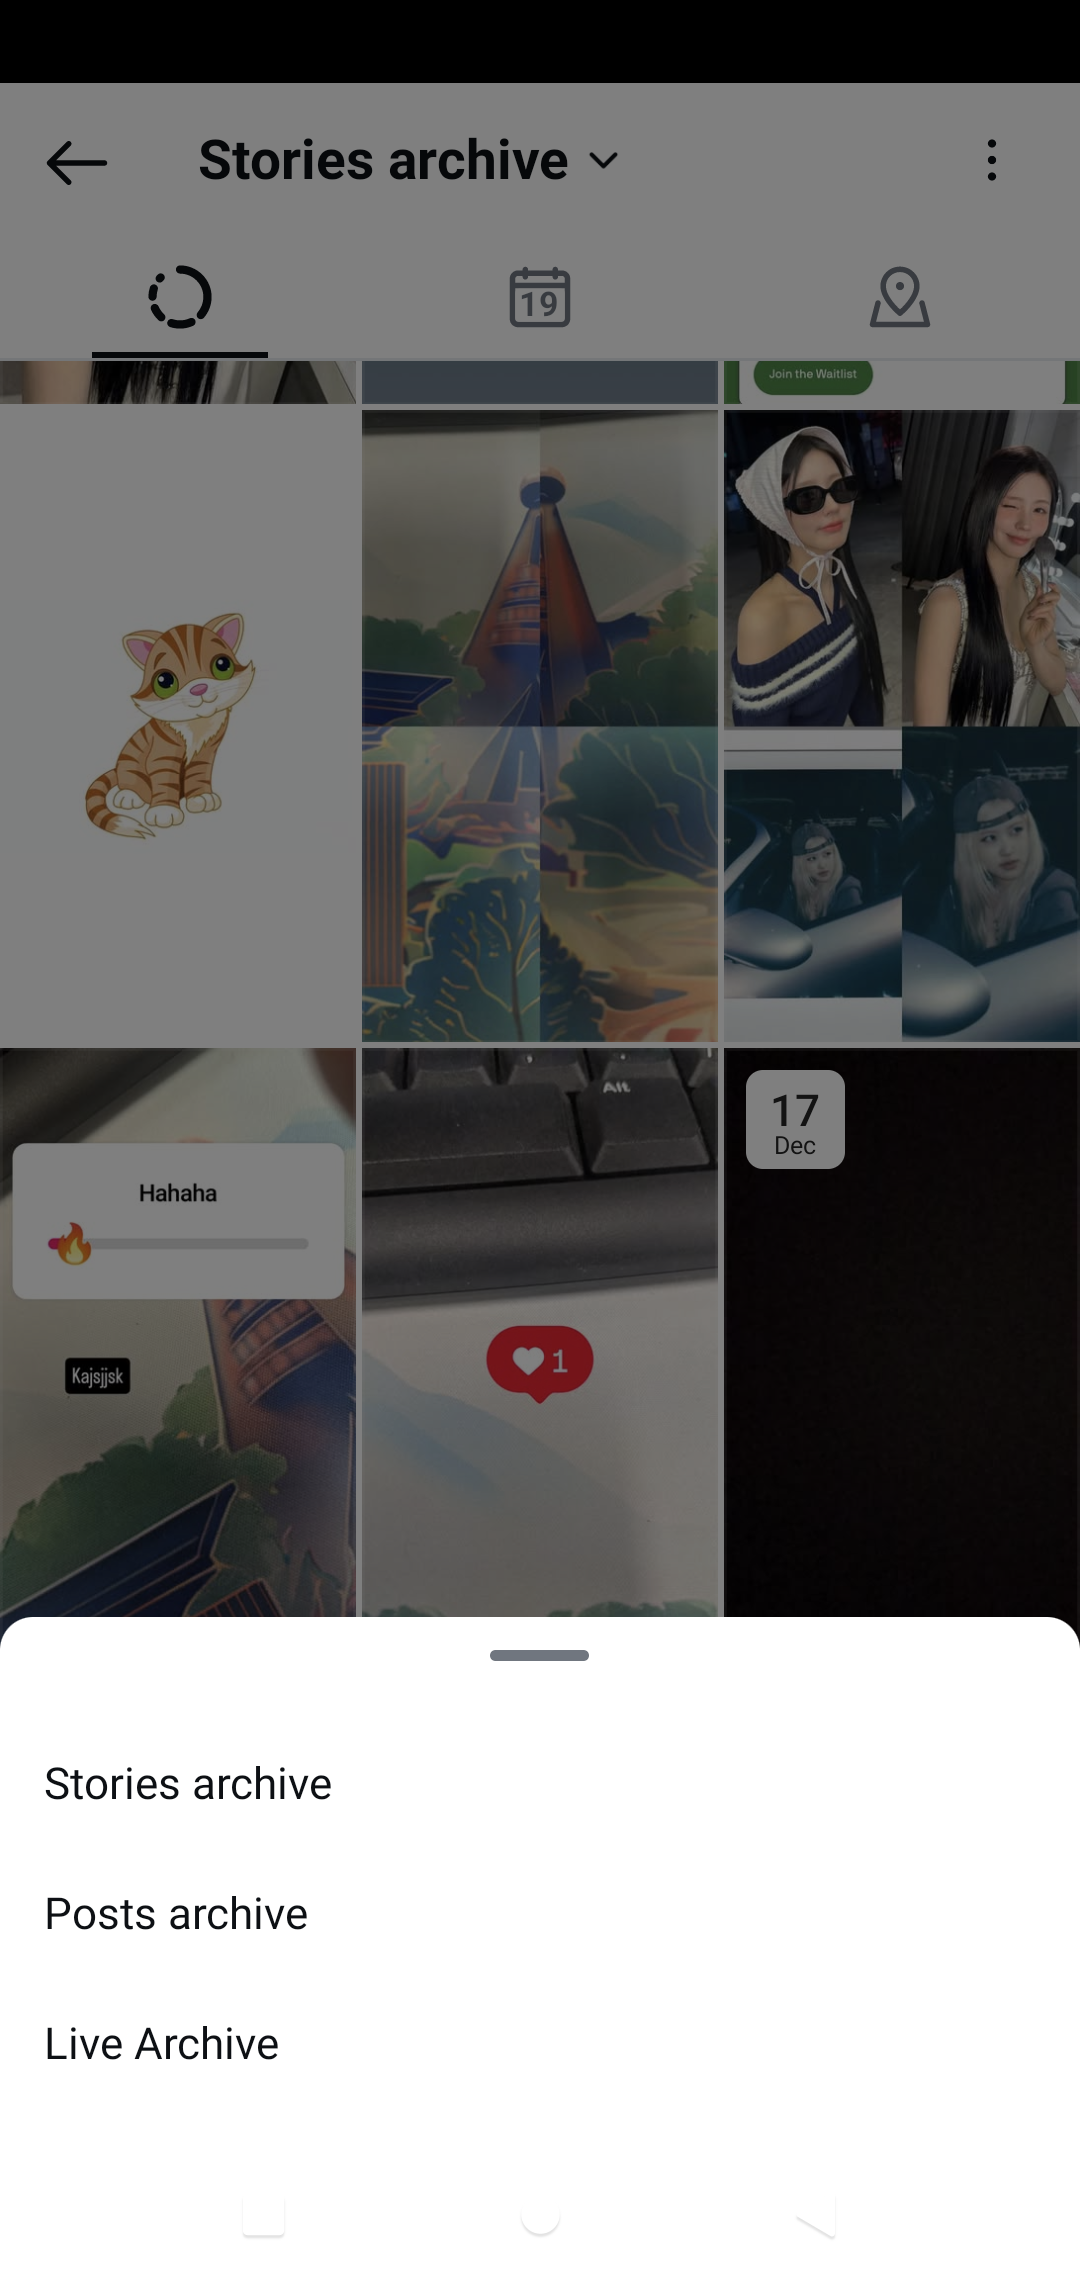 Stories archive
19
Join the Waitlist
Hahaha
Kajsjjsk
Alt
1
17
Dec
Stories archive
Posts archive
Live Archive